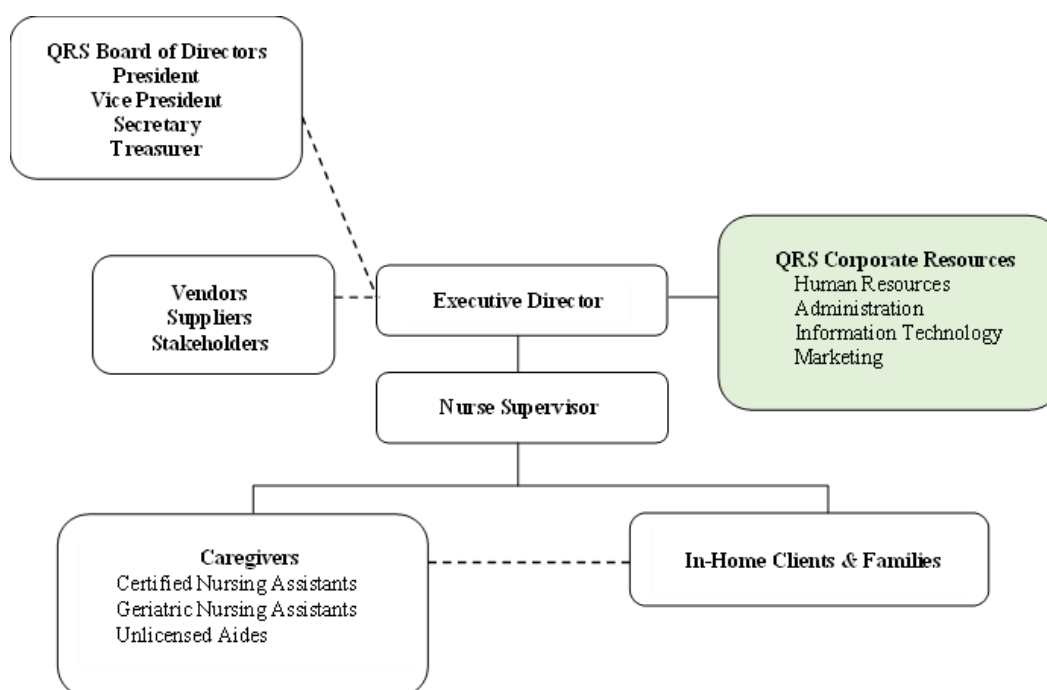 QRS Board of Directors
President
Vice President
Secretary
Treasurer
Vendors
Suppliers
Stakeholders
Executive Director
QRS Corporate Resources
Human Resources
Administration
Information Technology
Marketing
Nurse Supervisor
Caregivers
Certified Nursing Assistants
Geriatric Nursing Assistants
Unlicensed Aides
In-Home Clients & Families